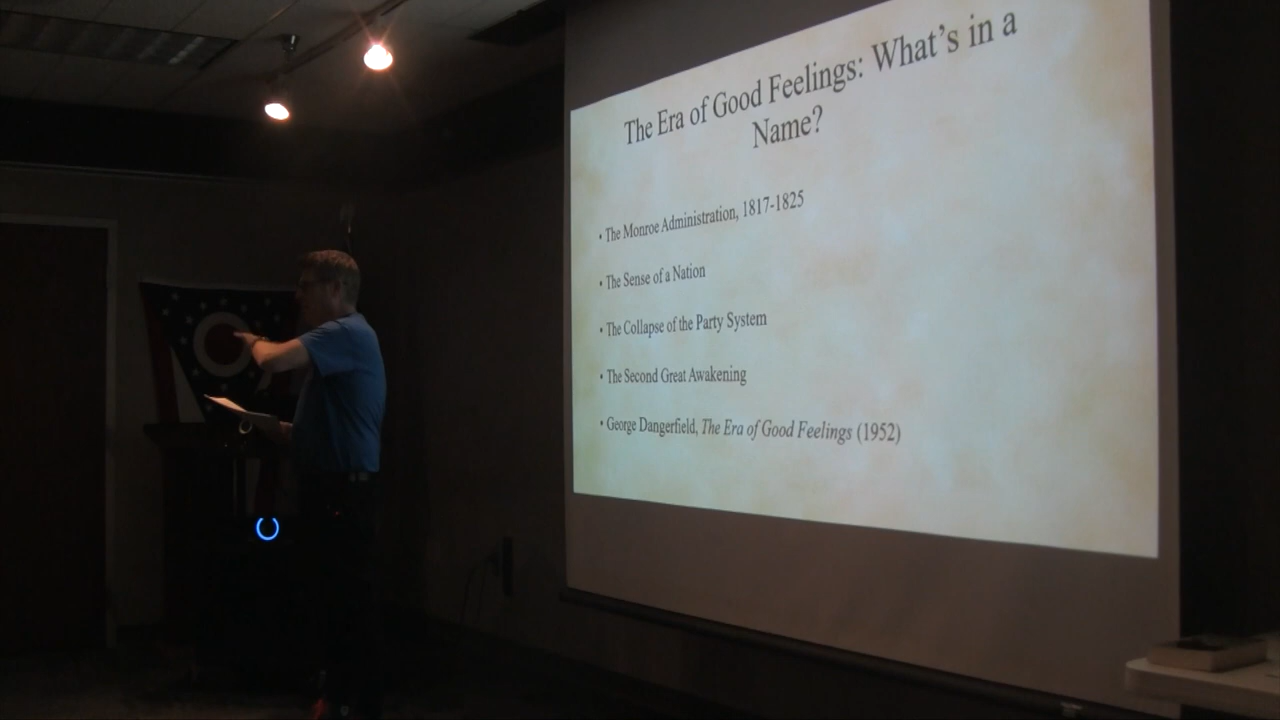 The Era of Good Feelings: What's in a
Name?
• The Monroe Administration, 1817-1825
• The Sense of a Nation
• The Collapse of the Party System
• The Second Great Awakening
• George Dangerfield, The Era of Good Feelings (1952)